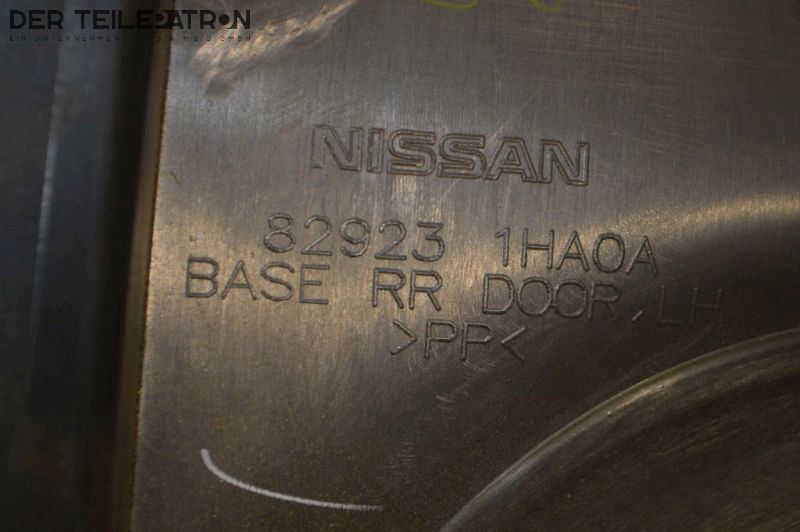 DER TEILEPATRON
NISSAN
82923 1HA0A
BASE RR DOOR, LH
>PP<